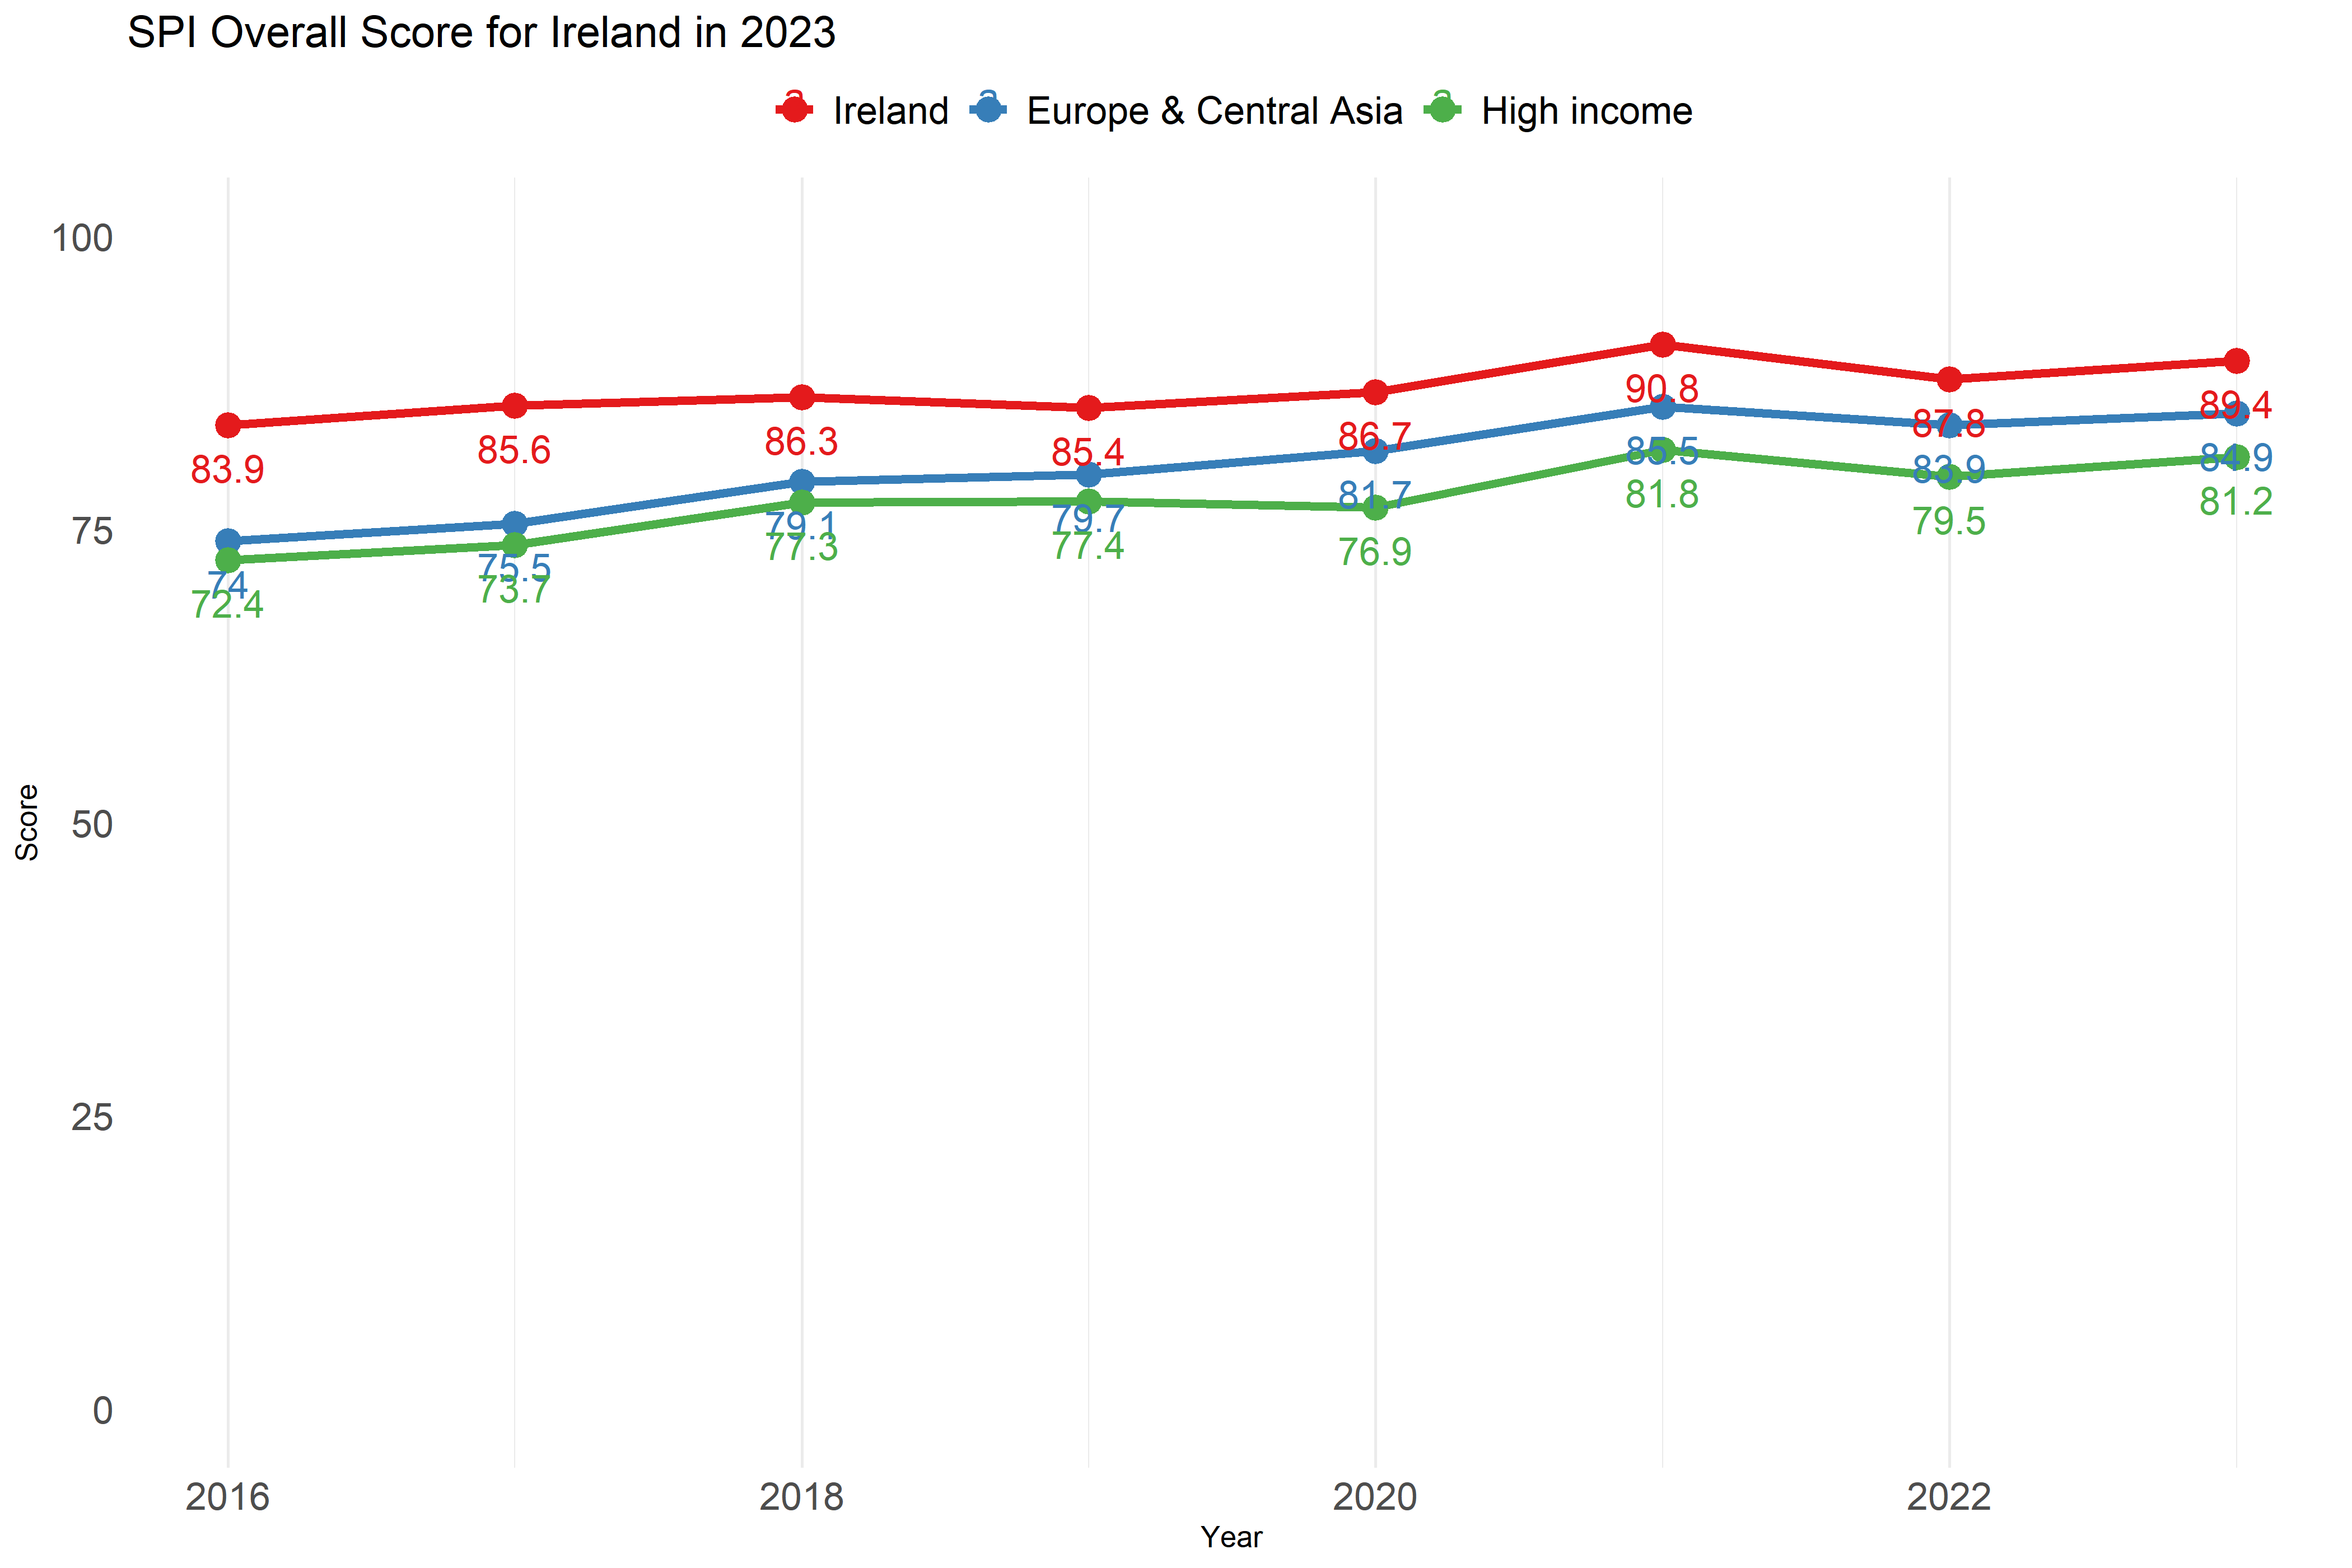 SPI Overall Score for Ireland in 2023
Ireland Europe & Central Asia High income
100
75
50
25
0
Score
83.9 85.6 86.3 85.4 86.7 90.8 87.8 89.4
74 75.5 79.1 79.7 81.7 85.5 83.9 84.9
72.4 73.7 77.3 77.4 76.9 81.8 79.5 81.2
2016 2018 2020 2022
Year